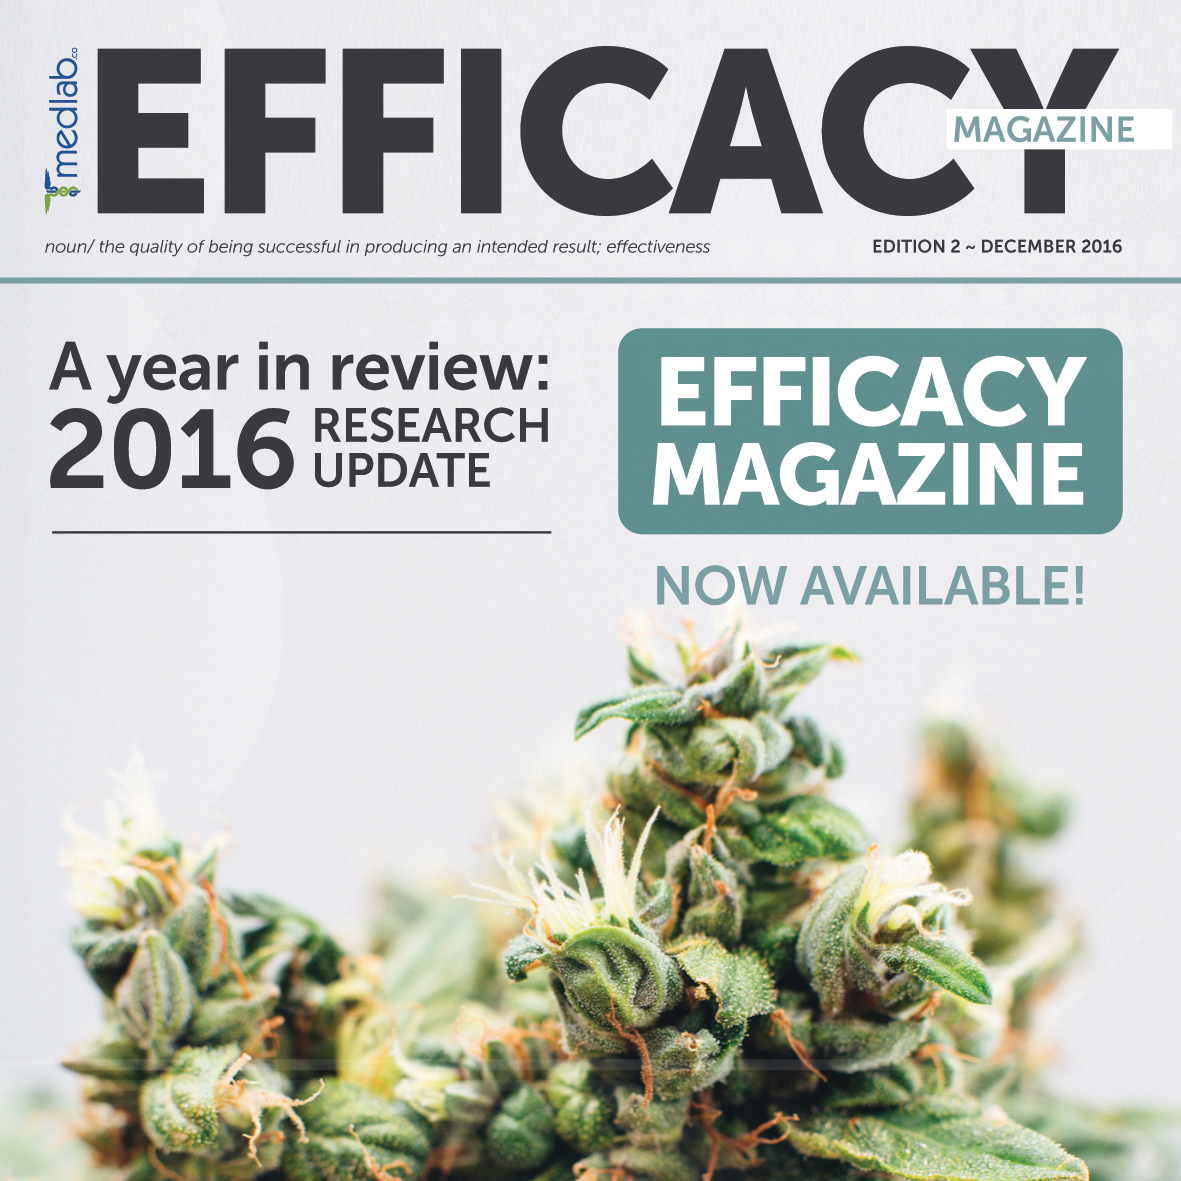 medlab.co
EFFICACY
MAGAZINE
noun/ the quality of being successful in producing an intended result; effectiveness
EDITION 2 ~ DECEMBER 2016
A year in review:
2016 RESEARCH
UPDATE
EFFICACY
MAGAZINE
NOW AVAILABLE!